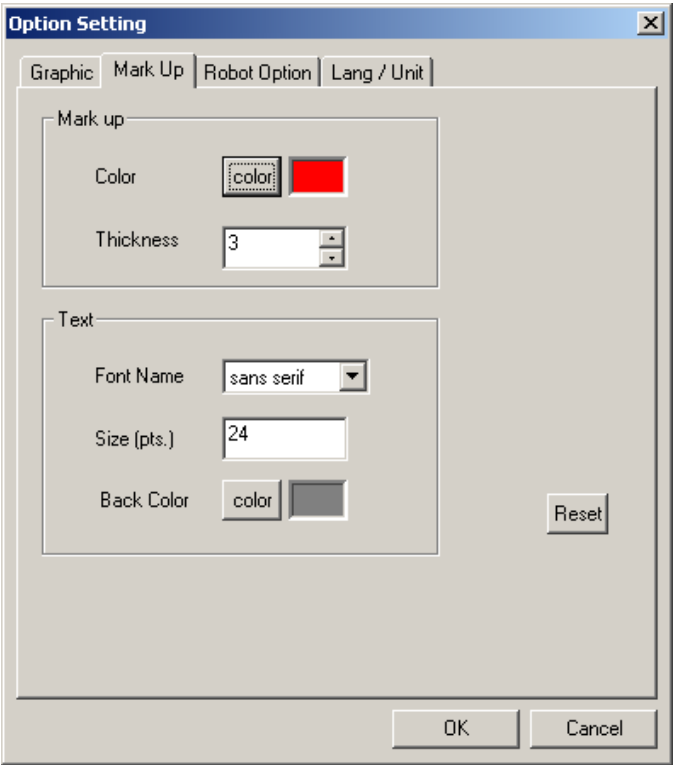 Option Setting
Graphic Mark Up Robot Option Lang / Unit
Mark up
Color color
Thickness 3
Text
Font Name sans serif
Size (pts.) 24
Back Color color
Reset
OK Cancel